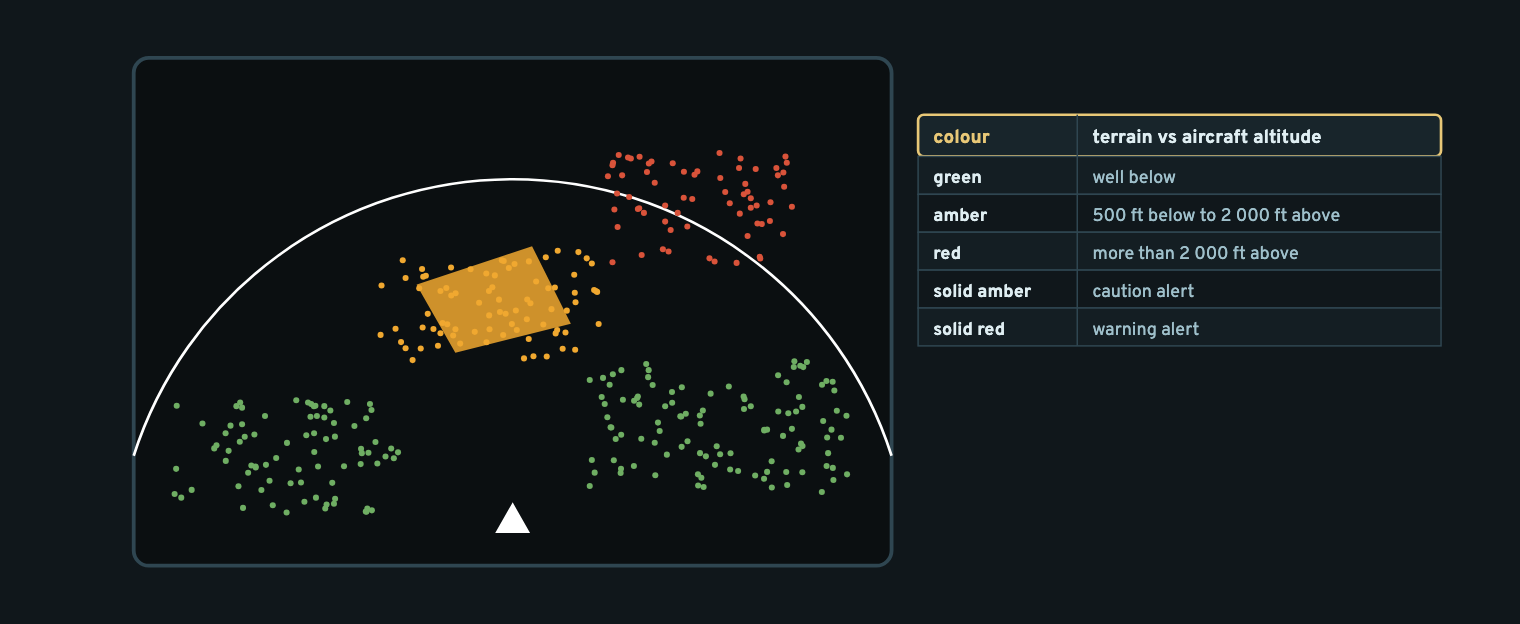 colour terrain vs aircraft altitude
green well below
amber 500 ft below to 2 000 ft above
red more than 2 000 ft above
solid amber caution alert
solid red warning alert